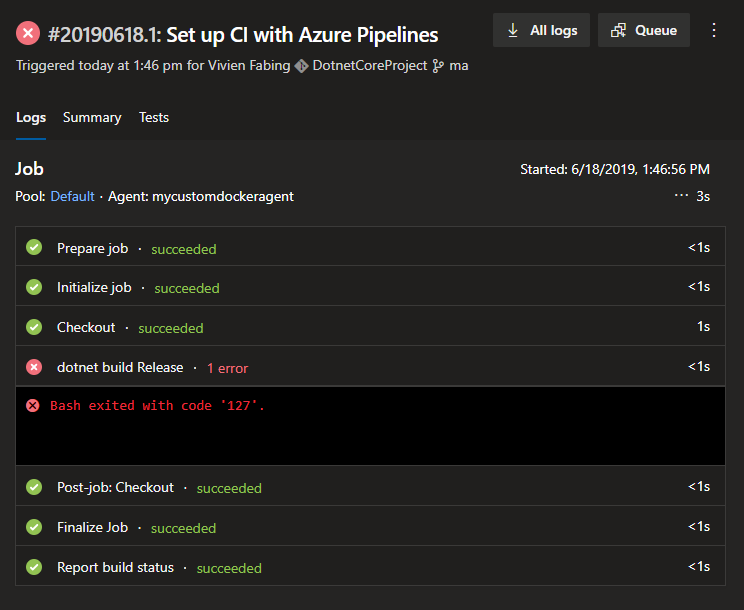 #20190618.1: Set up CI with Azure Pipelines
All logs
Queue
Triggered today at 1:46 pm for Vivien Fabing DotnetCoreProject ma
Logs Summary Tests
Job
Started: 6/18/2019, 1:46:56 PM
Pool: Default · Agent: mycustomdockeragent
··· 3s
Prepare job · succeeded <1s
Initialize job · succeeded <1s
Checkout · succeeded 1s
dotnet build Release · 1 error <1s
Bash exited with code '127'.
Post-job: Checkout · succeeded <1s
Finalize Job · succeeded <1s
Report build status · succeeded <1s